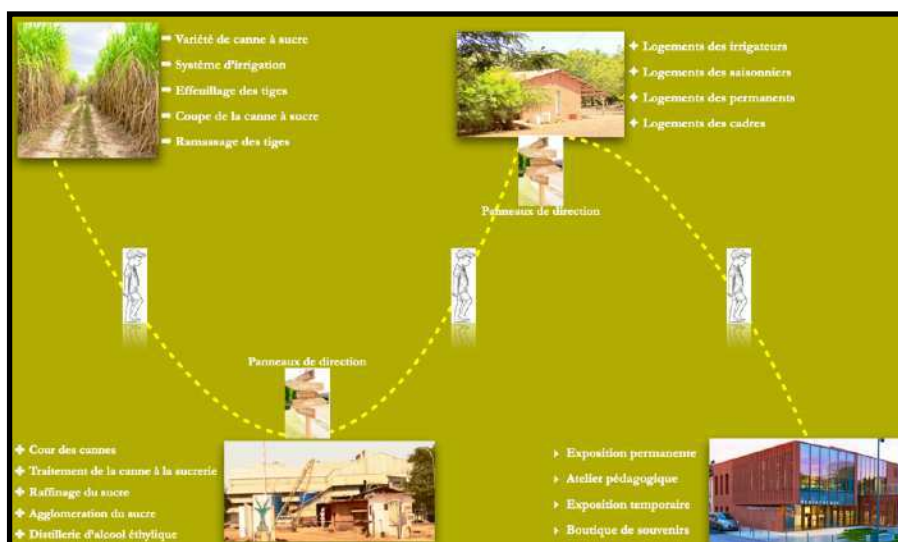 Variété de canne à sucre
Système d'irrigation
Effeuillage des tiges
Coupe de la canne à sucre
Ramassage des tiges
Logements des irrigateurs
Logements des saisonniers
Logements des permanents
Logements des cadres
Panneaux de direction
Panneaux de direction
Cour des cannes
Traitement de la canne à la sucrerie
Raffinage du sucre
Agglomeration du sucre
Distillerie d'alcool éthylique
Exposition permanente
Atelier pédagogique
Exposition temporaire
Boutique de souvenirs